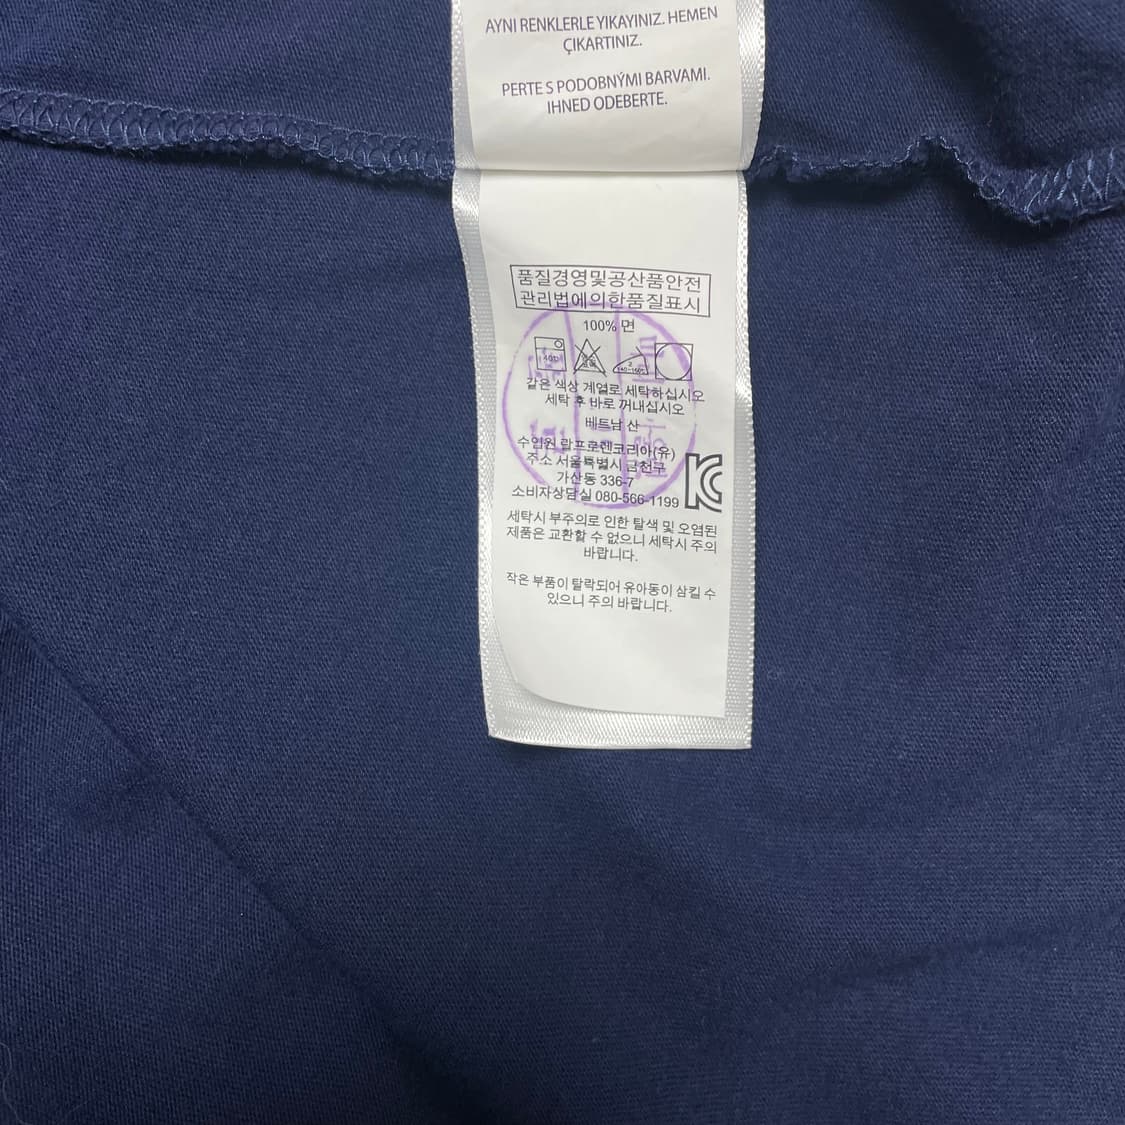 AYNI RENKLERLE YIKAYINIZ. HEMEN
ÇIKARTINIZ.
PERTE S PODOBNÝMI BARVAMI.
IHNED ODEBERTE.
품질경영및공산품안전
관리법에의한품질표시
100% 면
같은 색상 계열로 세탁하십시오
세탁 후 바로 꺼내십시오
베트남 산
수입원 랄프로렌코리아(유)
주소 서울특별시 금천구
가산동 336-7
소비자상담실 080-566-1199
세탁시 부주의로 인한 탈색 및 오염된
제품은 교환할 수 없으니 세탁시 주의
바랍니다.
작은 부품이 탈락되어 유아동이 삼킬 수
있으니 주의 바랍니다.